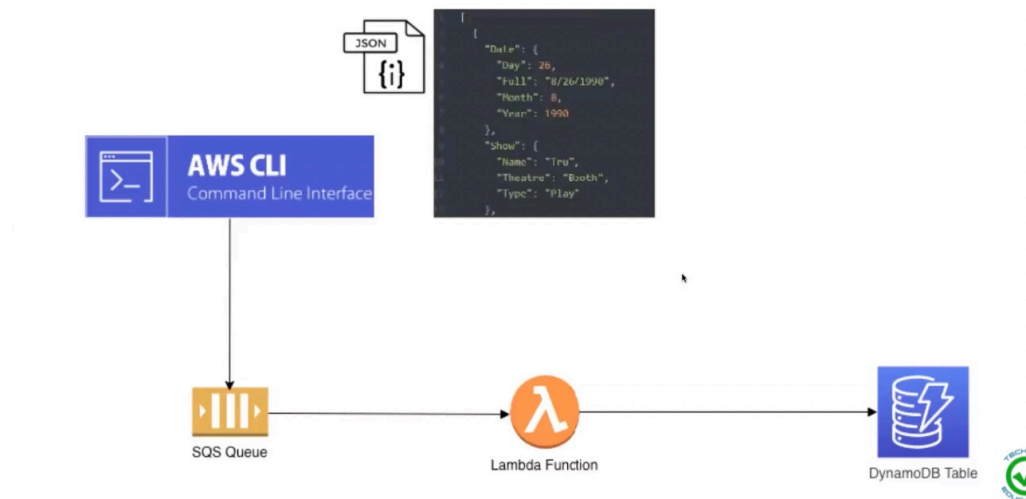 JSON
{i}
[
{
"Date": {
"Day": 26,
"Full": "8/26/1990",
"Month": 8,
"Year": 1990
},
"Show": {
"Name": "Tru",
"Theatre": "Booth",
"Type": "Play"
},
AWS CLI
Command Line Interface
SQS Queue
λ
Lambda Function
DynamoDB Table
TECH